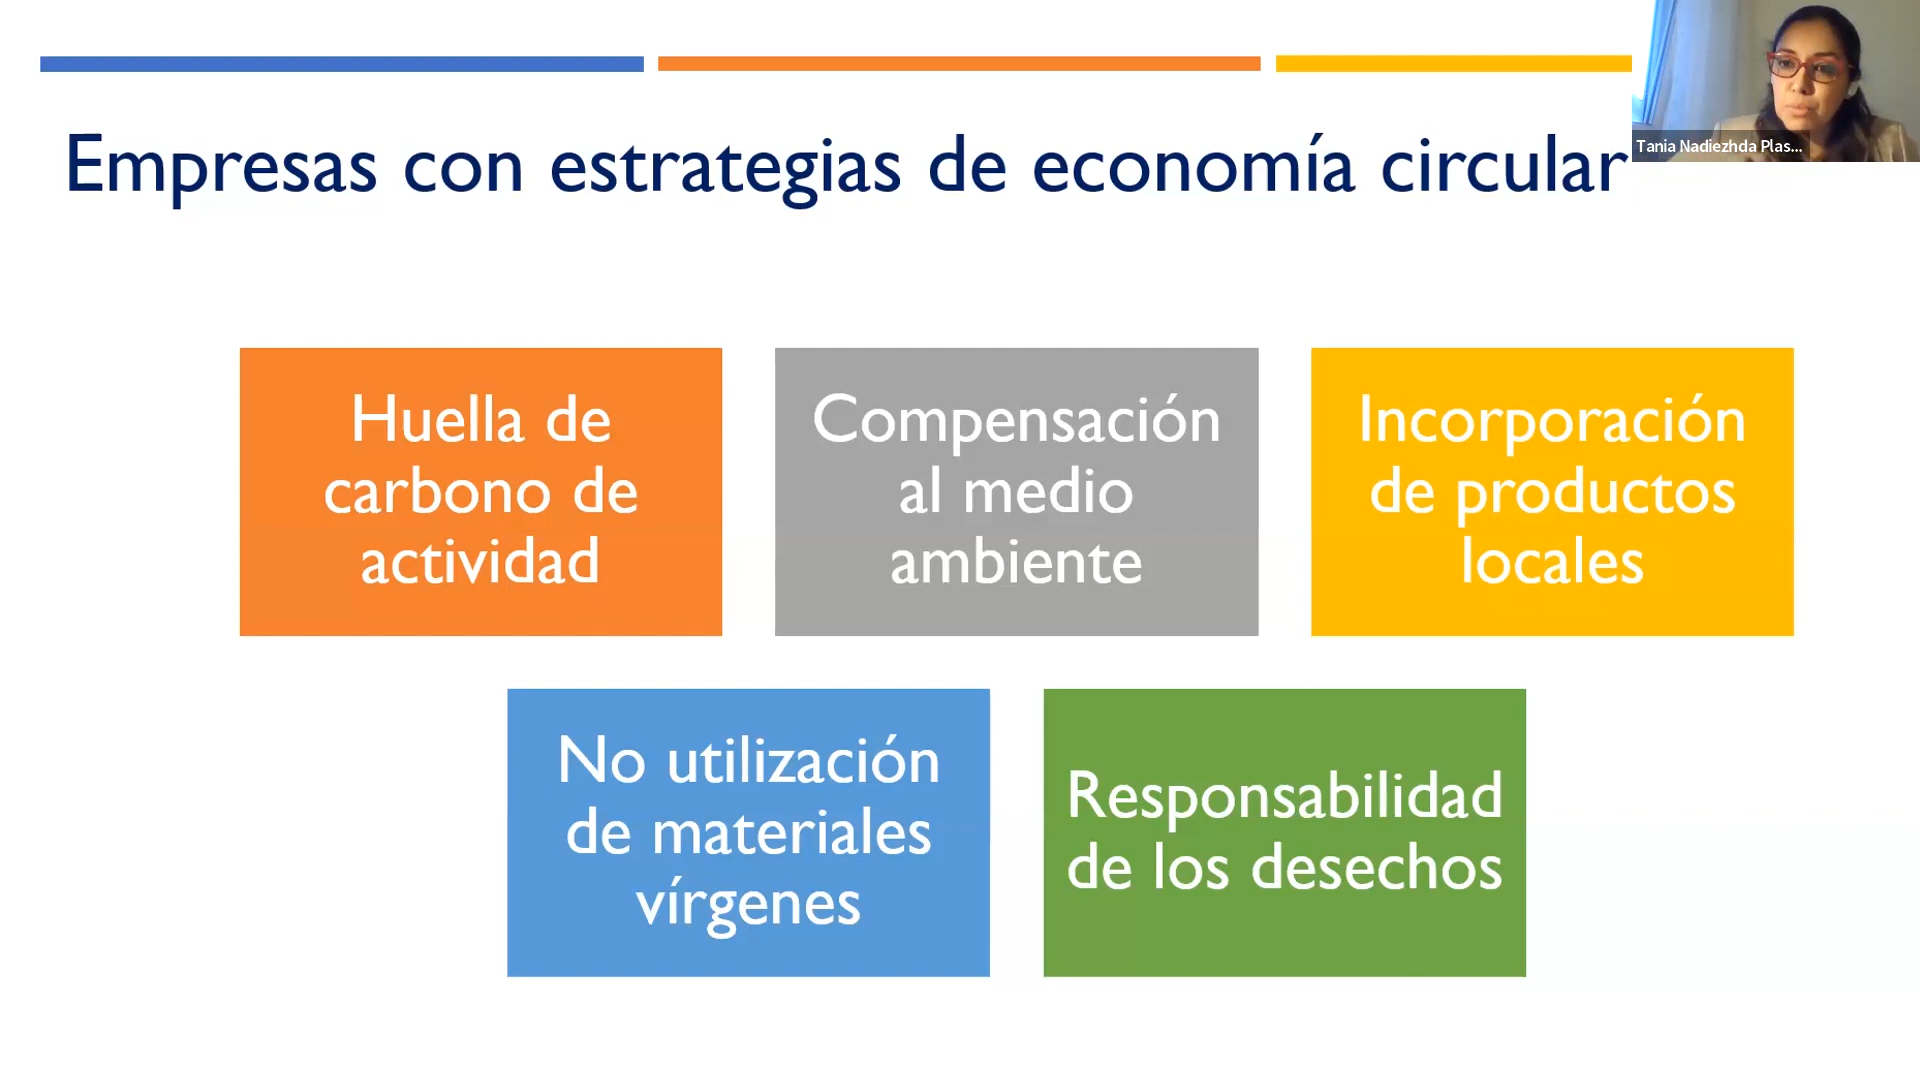 Tania Nadiezhda Plas...
Empresas con estrategias de economía circular
Huella de
carbono de
actividad
Compensación
al medio
ambiente
Incorporación
de productos
locales
No utilización
de materiales
vírgenes
Responsabilidad
de los desechos